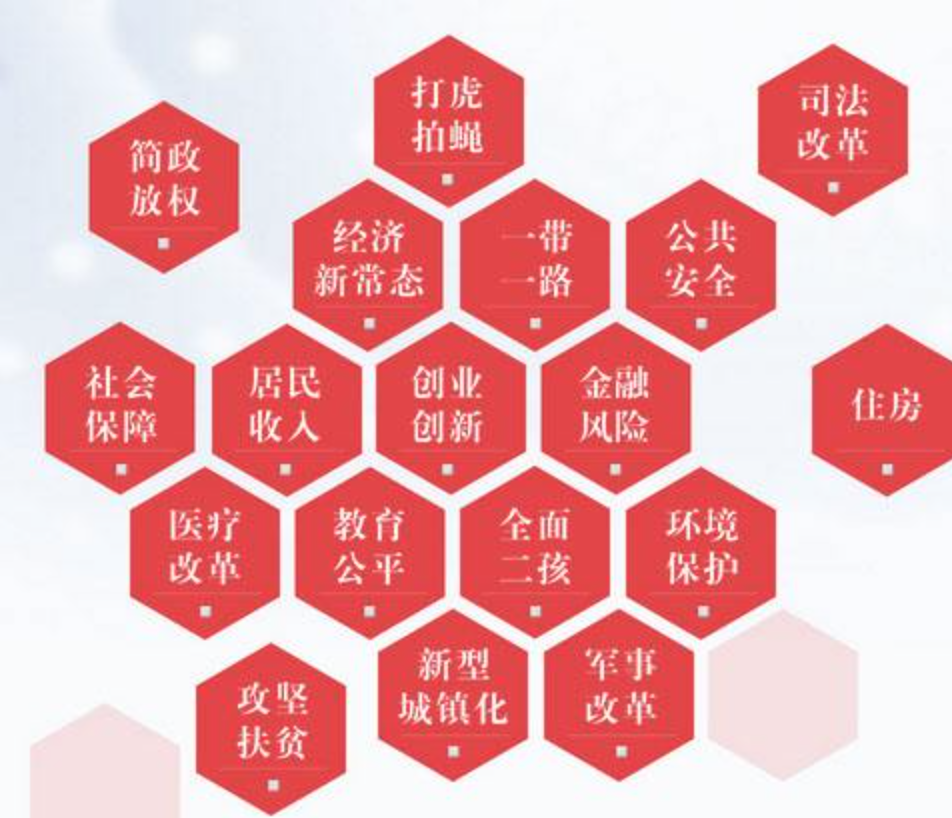 打虎
拍蝇
司法
改革
简政
放权
经济
新常态
一带
一路
公共
安全
社会
保障
居民
收入
创业
创新
金融
风险
住房
医疗
改革
教育
公平
全面
二孩
环境
保护
新型
城镇化
军事
改革
攻坚
扶贫